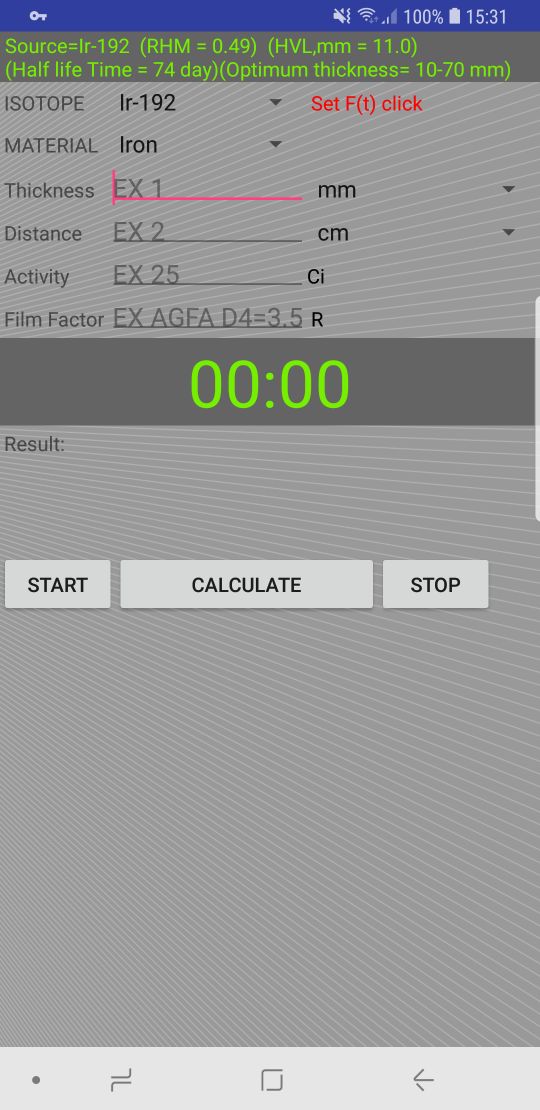 100% 15:31
Source=Ir-192 (RHM = 0.49) (HVL,mm = 11.0)
(Half life Time = 74 day)(Optimum thickness= 10-70 mm)
ISOTOPE Ir-192 Set F(t) click
MATERIAL Iron
Thickness EX 1 mm
Distance EX 2 cm
Activity EX 25 Ci
Film Factor EX AGFA D4=3.5 R
00:00
Result:
START CALCULATE STOP